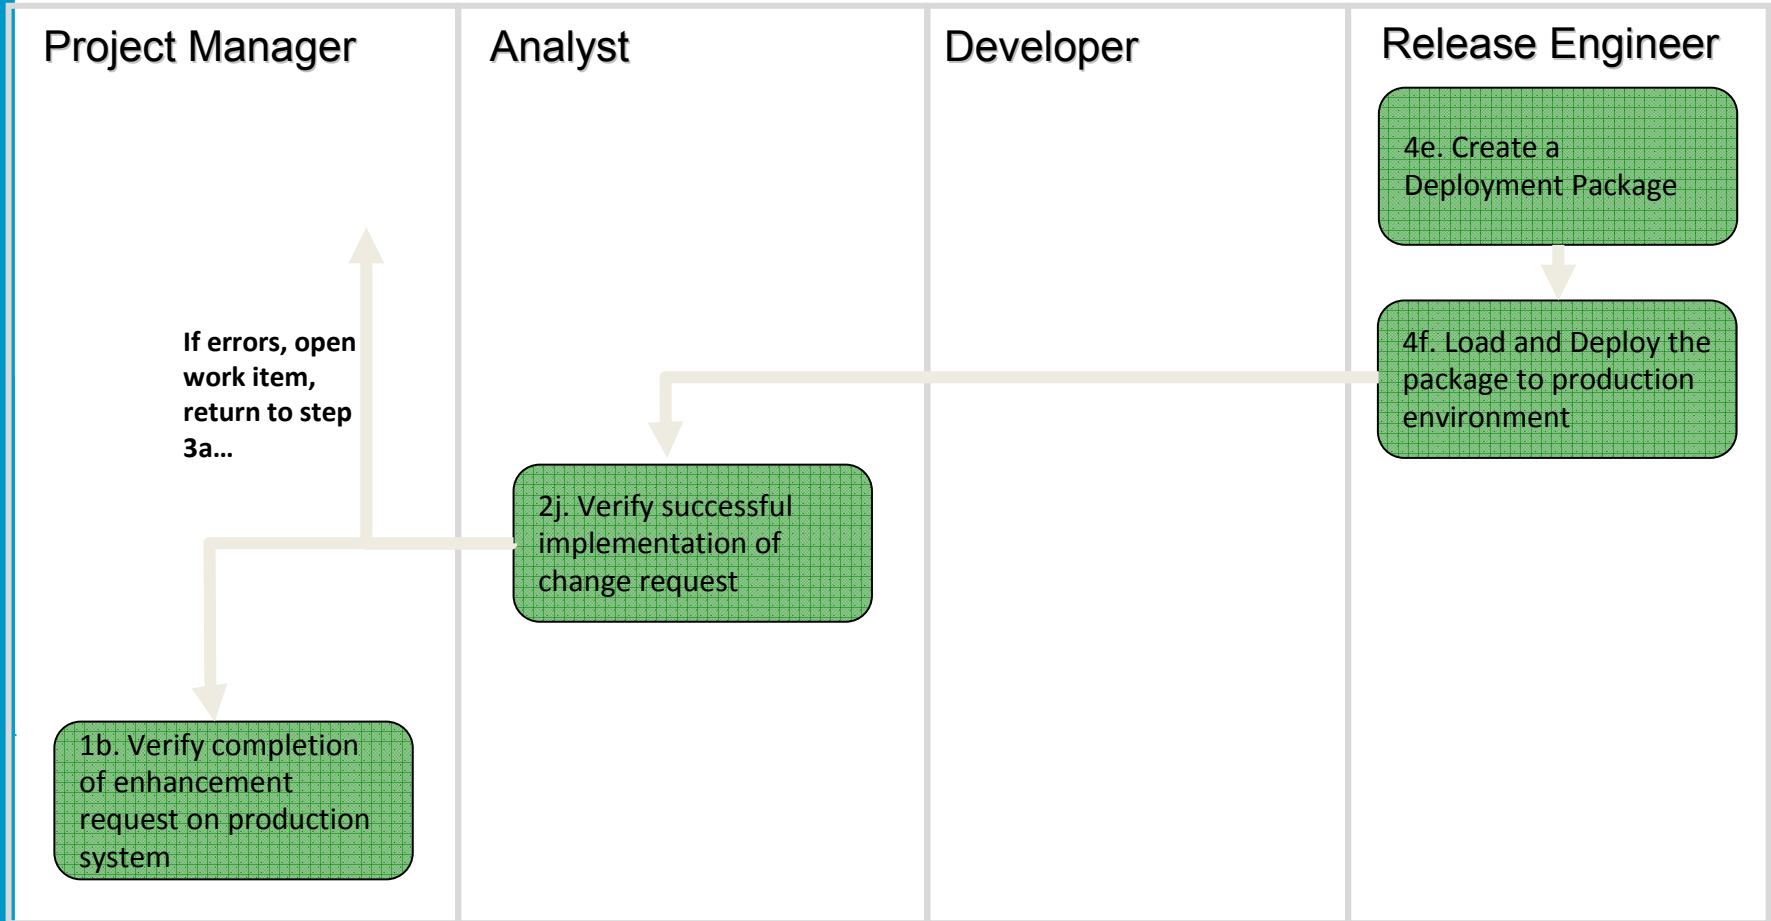 Project Manager
Analyst
Developer
Release Engineer
4e. Create a
Deployment Package
If errors, open
work item,
return to step
3a...
4f. Load and Deploy the
package to production
environment
2j. Verify successful
implementation of
change request
1b. Verify completion
of enhancement
request on production
system